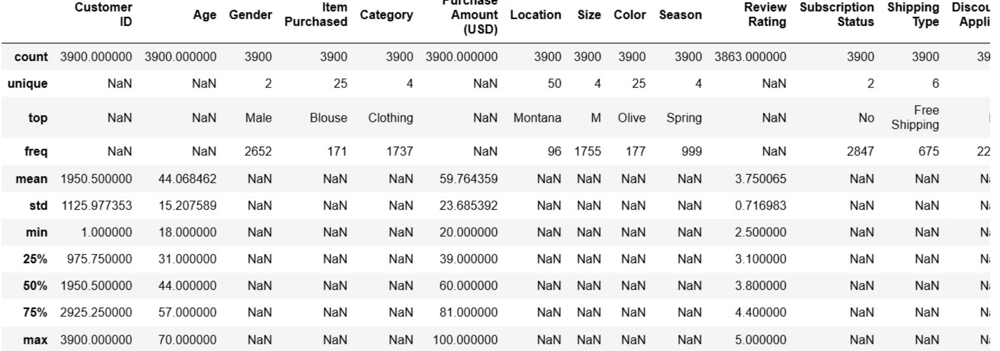 Customer ID Age Gender Item Purchased Category Purchase Amount (USD) Location Size Color Season Review Rating Subscription Status Shipping Type
count 3900.000000 3900.000000 3900 3900 3900 3900.000000 3900 3900 3900 3900 3863.000000 3900 3900
unique NaN NaN 2 25 4 NaN 50 4 25 4 NaN 2 6
top NaN NaN Male Blouse Clothing NaN Montana M Olive Spring NaN No Free Shipping
freq NaN NaN 2652 171 1737 NaN 96 1755 177 999 NaN 2847 675
mean 1950.500000 44.068462 NaN NaN NaN 59.764359 NaN NaN NaN NaN 3.750065 NaN NaN
std 1125.977353 15.207589 NaN NaN NaN 23.685392 NaN NaN NaN NaN 0.716983 NaN NaN
min 1.000000 18.000000 NaN NaN NaN 20.000000 NaN NaN NaN NaN 2.500000 NaN NaN
25% 975.750000 31.000000 NaN NaN NaN 39.000000 NaN NaN NaN NaN 3.100000 NaN NaN
50% 1950.500000 44.000000 NaN NaN NaN 60.000000 NaN NaN NaN NaN 3.800000 NaN NaN
75% 2925.250000 57.000000 NaN NaN NaN 81.000000 NaN NaN NaN NaN 4.400000 NaN NaN
max 3900.000000 70.000000 NaN NaN NaN 100.000000 NaN NaN NaN NaN 5.000000 NaN NaN